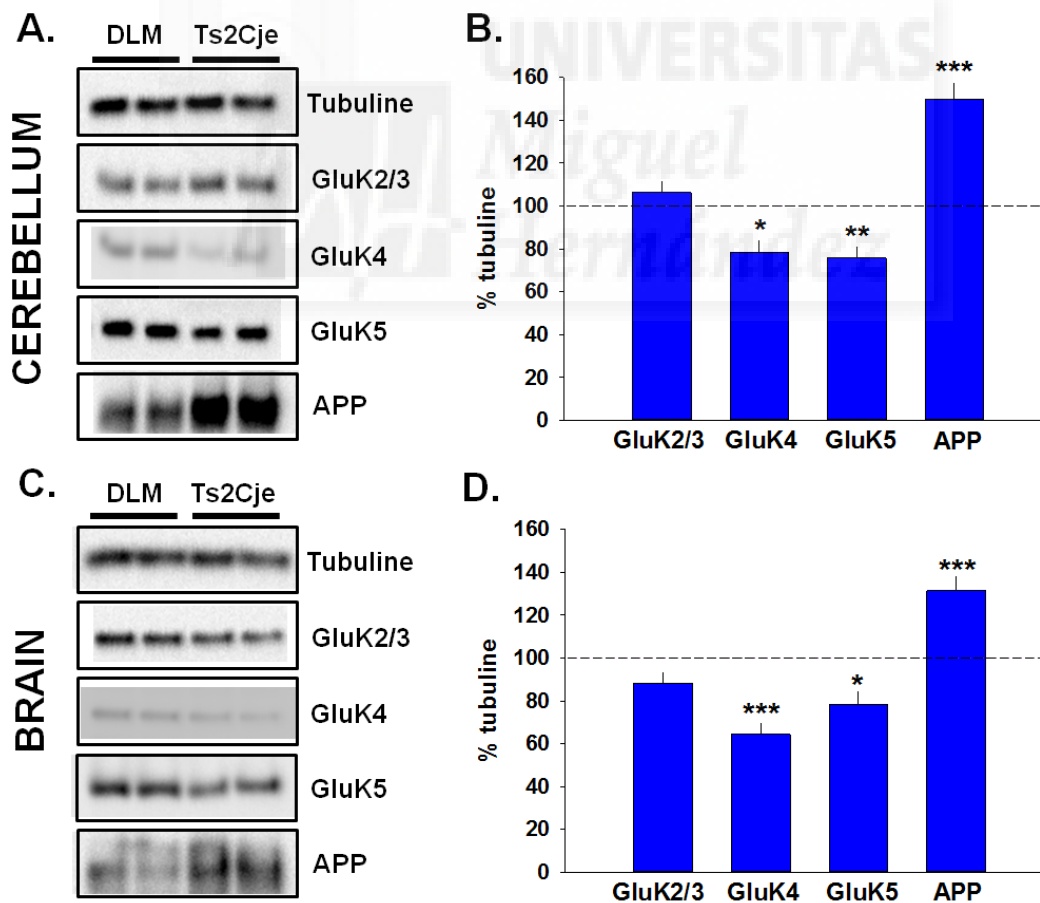 A.
DLM Ts2Cje
CEREBELLUM
Tubuline
GluK2/3
GluK4
GluK5
APP
B.
UNIVERSITAS
Miguel
Hernández
% tubuline
160
140
120
100
80
60
40
20
0
***
*
**
GluK2/3 GluK4 GluK5 APP
C.
DLM Ts2Cje
BRAIN
Tubuline
GluK2/3
GluK4
GluK5
APP
D.
% tubuline
160
140
120
100
80
60
40
20
0
***
*
***
GluK2/3 GluK4 GluK5 APP